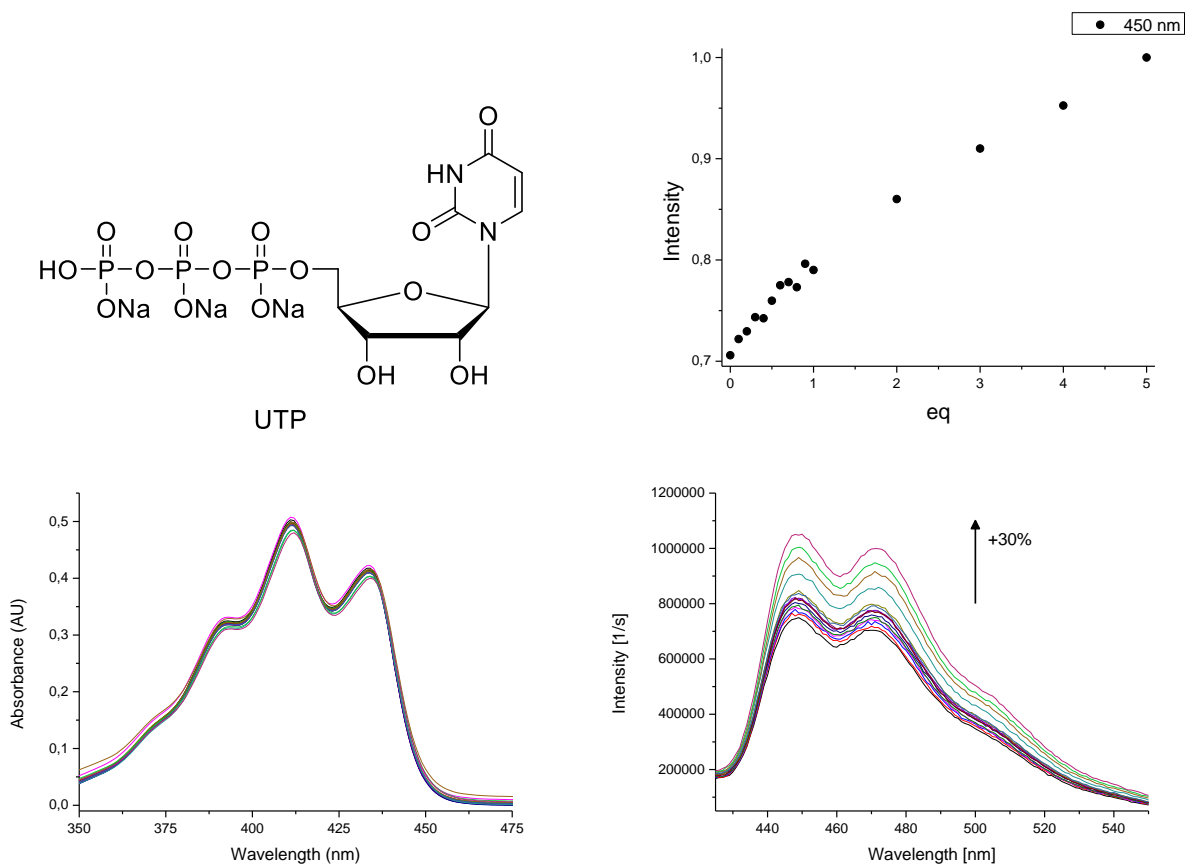 O
HN
O N
O O O
HO P O P O P O
O
ONa ONa ONa
OH OH
UTP
450 nm
1,0
0,9
0,8
0,7
0 1 2 3 4 5
Intensity
eq
0,5
0,4
0,3
0,2
0,1
0,0
350 375 400 425 450 475
Absorbance (AU)
Wavelength (nm)
1200000
1000000
800000
600000
400000
200000
440 460 480 500 520 540
Intensity [1/s]
Wavelength [nm]
+30%